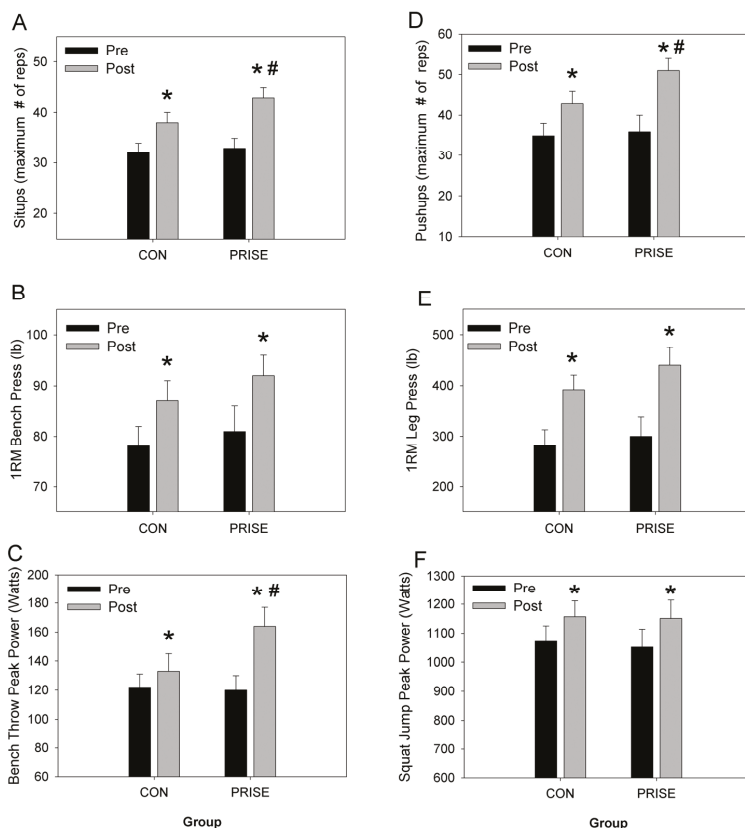 A
Situps (maximum # of reps)
50
40
30
20
Pre
Post
*
* #
CON
PRISE
D
Pushups (maximum # of reps)
60
50
40
30
20
10
Pre
Post
*
* #
CON
PRISE
B
1RM Bench Press (lb)
100
90
80
70
Pre
Post
*
*
CON
PRISE
E
1RM Leg Press (lb)
500
400
300
200
Pre
Post
*
*
CON
PRISE
C
Bench Throw Peak Power (Watts)
200
180
160
140
120
100
80
60
Pre
Post
*
* #
CON
PRISE
Group
F
Squat Jump Peak Power (Watts)
1300
1200
1100
1000
900
800
700
600
Pre
Post
*
*
CON
PRISE
Group